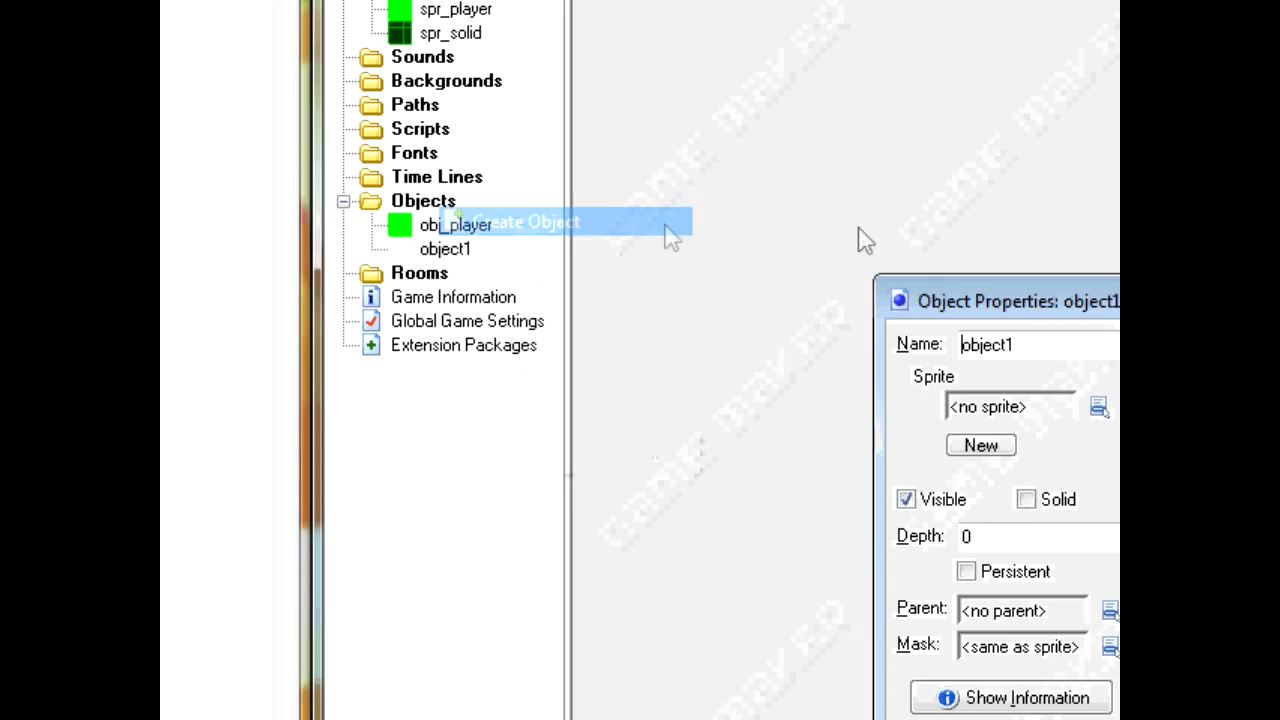 spr_player
spr_solid
Sounds
Backgrounds
Paths
Scripts
Fonts
Time Lines
Objects
Create Object
obj_player
object1
Rooms
Game Information
Global Game Settings
Extension Packages
Object Properties: object1
Name: object1
Sprite
<no sprite>
New
Visible Solid
Depth: 0
Persistent
Parent: <no parent>
Mask: <same as sprite>
Show Information